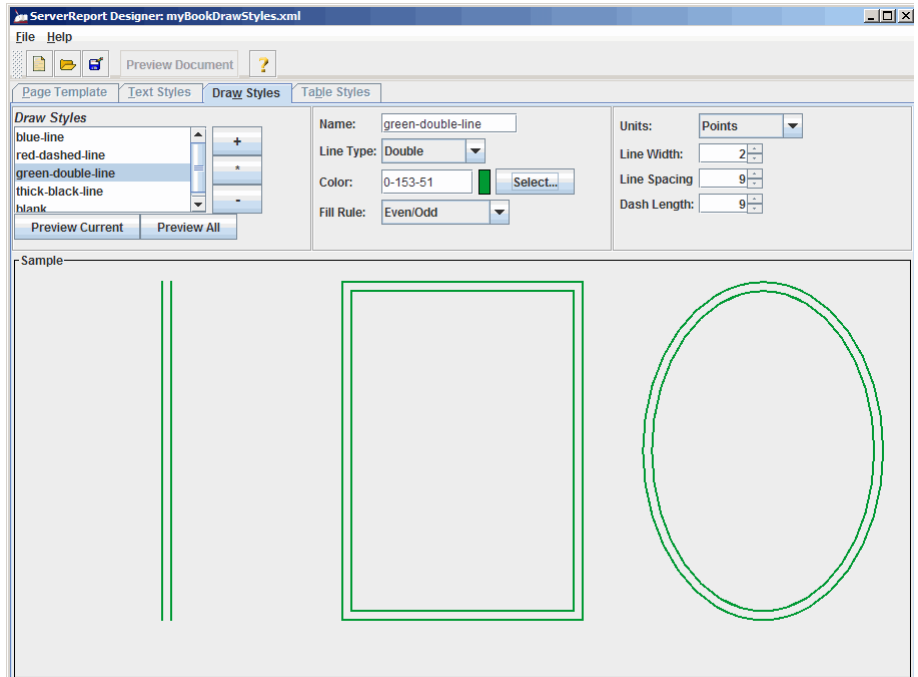 ServerReport Designer: myBookDrawStyles.xml
File Help
Preview Document ?
Page Template Text Styles Draw Styles Table Styles
Draw Styles
blue-line
red-dashed-line
green-double-line
thick-black-line
blank
+
*
-
Preview Current Preview All
Name: green-double-line
Line Type: Double
Color: 0-153-51 Select...
Fill Rule: Even/Odd
Units: Points
Line Width: 2
Line Spacing 9
Dash Length: 9
Sample